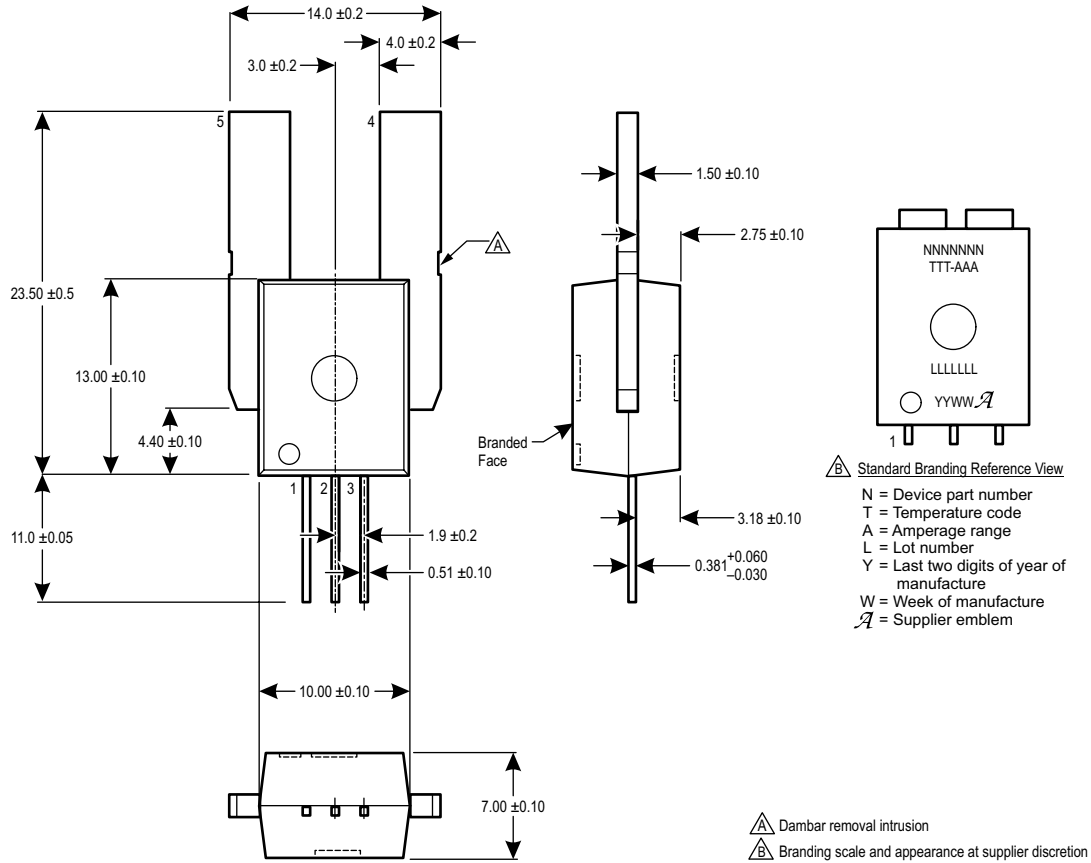 14.0 ±0.2
4.0 ±0.2
3.0 ±0.2
5
4
1.50 ±0.10
A
2.75 ±0.10
23.50 ±0.5
13.00 ±0.10
4.40 ±0.10
Branded
Face
1
2
3
11.0 ±0.05
1.9 ±0.2
0.51 ±0.10
3.18 ±0.10
0.381 +0.060
–0.030
10.00 ±0.10
7.00 ±0.10
NNNNNNN
TTT-AAA
LLLLLLL
YYWW A
1
B Standard Branding Reference View
N = Device part number
T = Temperature code
A = Amperage range
L = Lot number
Y = Last two digits of year of
manufacture
W = Week of manufacture
A = Supplier emblem
A Dambar removal intrusion
B Branding scale and appearance at supplier discretion